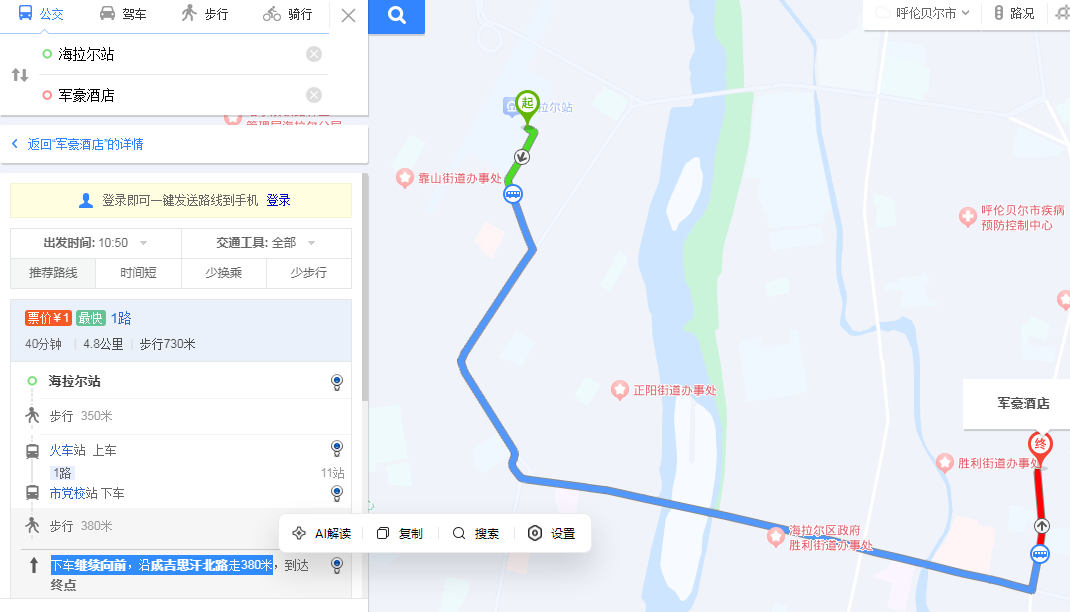 公交
驾车
步行
骑行
海拉尔站
军豪酒店
返回"军豪酒店"的详情
登录即可一键发送路线到手机 登录
出发时间: 10:50
交通工具: 全部
推荐路线
时间短
少换乘
少步行
票价¥1 最快 1路
40分钟 | 4.8公里 | 步行730米
海拉尔站
步行 350米
火车站 上车
1路
11站
市党校站 下车
步行 380米
下车继续向前，沿成吉思汗北路走380米，到达
终点
AI解读
复制
搜索
设置
呼伦贝尔市
路况
起
拉尔站
靠山街道办事处
呼伦贝尔市疾病
预防控制中心
正阳街道办事处
军豪酒店
终
胜利街道办事处
海拉尔区政府
胜利街道办事处